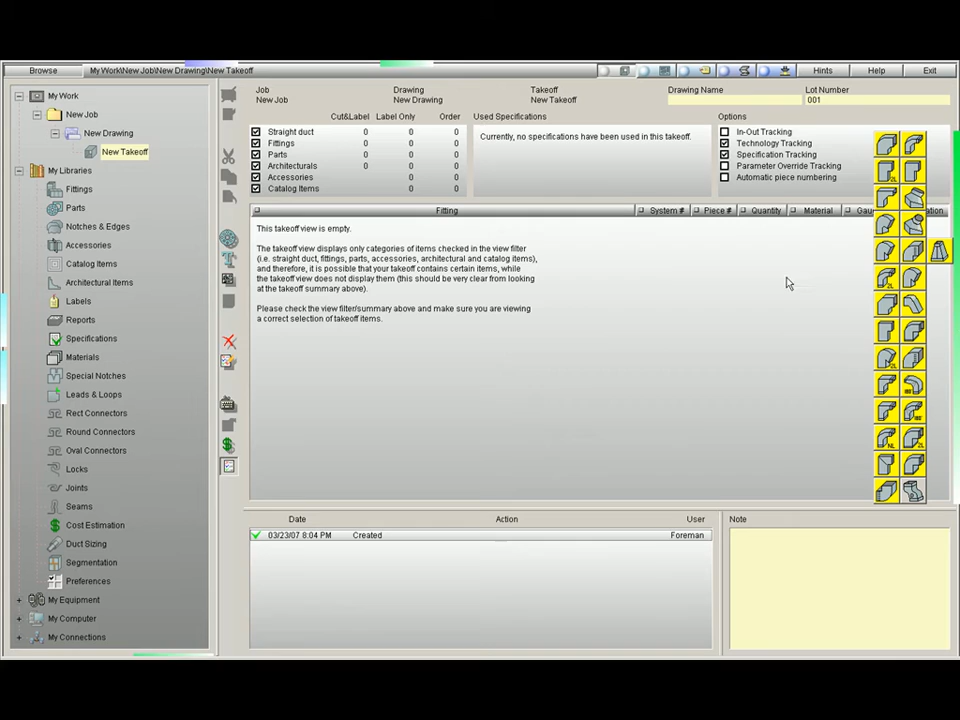 Browse
My Work\New Job\New Drawing\New Takeoff
Hints
Help
Exit
My Work
New Job
New Drawing
New Takeoff
My Libraries
Fittings
Parts
Notches & Edges
Accessories
Catalog Items
Architectural Items
Labels
Reports
Specifications
Materials
Special Notches
Leads & Loops
Rect Connectors
Round Connectors
Oval Connectors
Locks
Joints
Seams
Cost Estimation
Duct Sizing
Segmentation
Preferences
My Equipment
My Computer
My Connections
Job
New Job
Drawing
New Drawing
Takeoff
New Takeoff
Drawing Name
Lot Number
001
Cut&Label Label Only Order
Straight duct 0 0 0
Fittings 0 0 0
Parts 0 0 0
Architecturals 0 0 0
Accessories 0 0
Catalog Items 0 0
Used Specifications
Currently, no specifications have been used in this takeoff.
Options
In-Out Tracking
Technology Tracking
Specification Tracking
Parameter Override Tracking
Automatic piece numbering
Fitting System # Piece # Quantity Material
This takeoff view is empty.
The takeoff view displays only categories of items checked in the view filter
(i.e. straight duct, fittings, parts, accessories, architectural and catalog items),
and therefore, it is possible that your takeoff contains certain items, while
the takeoff view does not display them (this should be very clear from looking
at the takeoff summary above).
Please check the view filter/summary above and make sure you are viewing
a correct selection of takeoff items.
2L
2L
2L
NL
2L
Date Action User
03/23/07 8:04 PM Created Foreman
Note